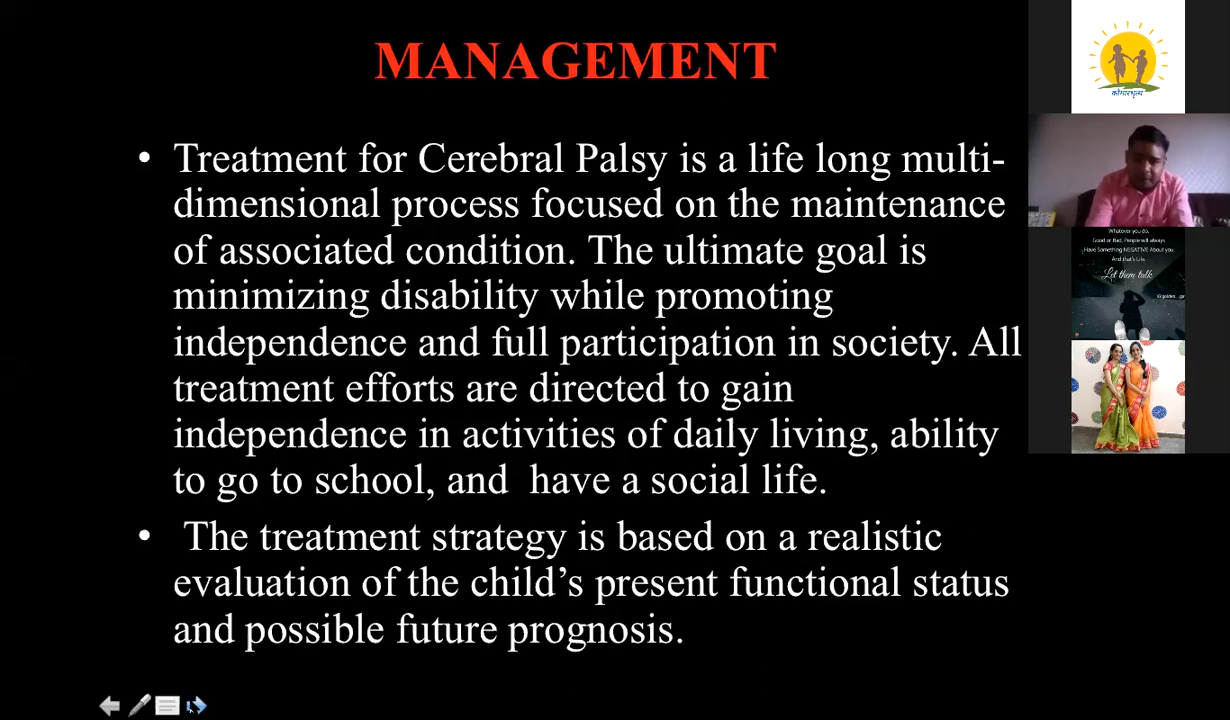 MANAGEMENT
• Treatment for Cerebral Palsy is a life long multi-
dimensional process focused on the maintenance
of associated condition. The ultimate goal is
minimizing disability while promoting
independence and full participation in society. All
treatment efforts are directed to gain
independence in activities of daily living, ability
to go to school, and  have a social life.
• The treatment strategy is based on a realistic
evaluation of the child’s present functional status
and possible future prognosis.
कौमारभृत्य
Whatever you do,
Good or Bad, People will always
Have Something NEGATIVE About you
And that's Life.
Let them talk